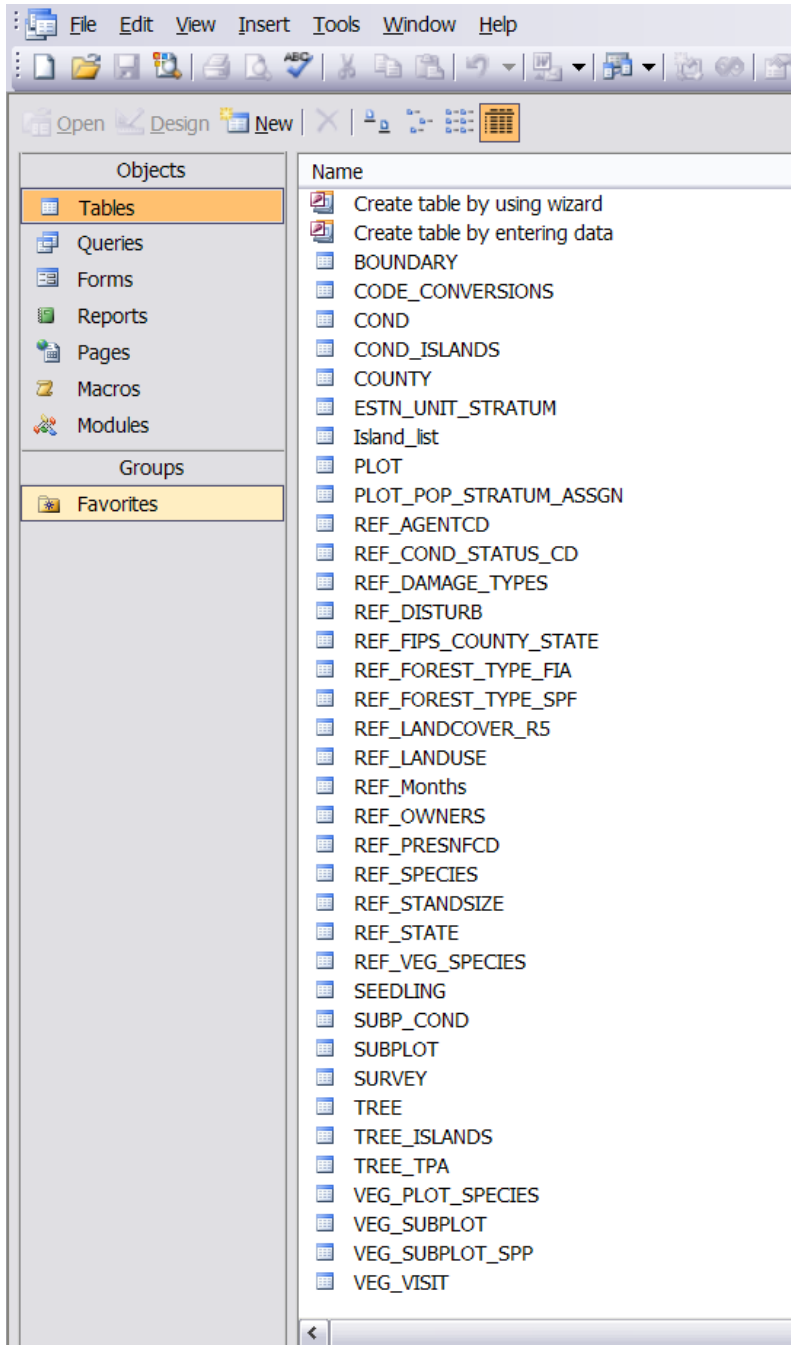 File Edit View Insert Tools Window Help
ABC
Open Design New
Objects
Tables
Queries
Forms
Reports
Pages
Macros
Modules
Groups
Favorites
Name
Create table by using wizard
Create table by entering data
BOUNDARY
CODE_CONVERSIONS
COND
COND_ISLANDS
COUNTY
ESTN_UNIT_STRATUM
Island_list
PLOT
PLOT_POP_STRATUM_ASSGN
REF_AGENTCD
REF_COND_STATUS_CD
REF_DAMAGE_TYPES
REF_DISTURB
REF_FIPS_COUNTY_STATE
REF_FOREST_TYPE_FIA
REF_FOREST_TYPE_SPF
REF_LANDCOVER_R5
REF_LANDUSE
REF_Months
REF_OWNERS
REF_PRESNFCD
REF_SPECIES
REF_STANDSIZE
REF_STATE
REF_VEG_SPECIES
SEEDLING
SUBP_COND
SUBPLOT
SURVEY
TREE
TREE_ISLANDS
TREE_TPA
VEG_PLOT_SPECIES
VEG_SUBPLOT
VEG_SUBPLOT_SPP
VEG_VISIT